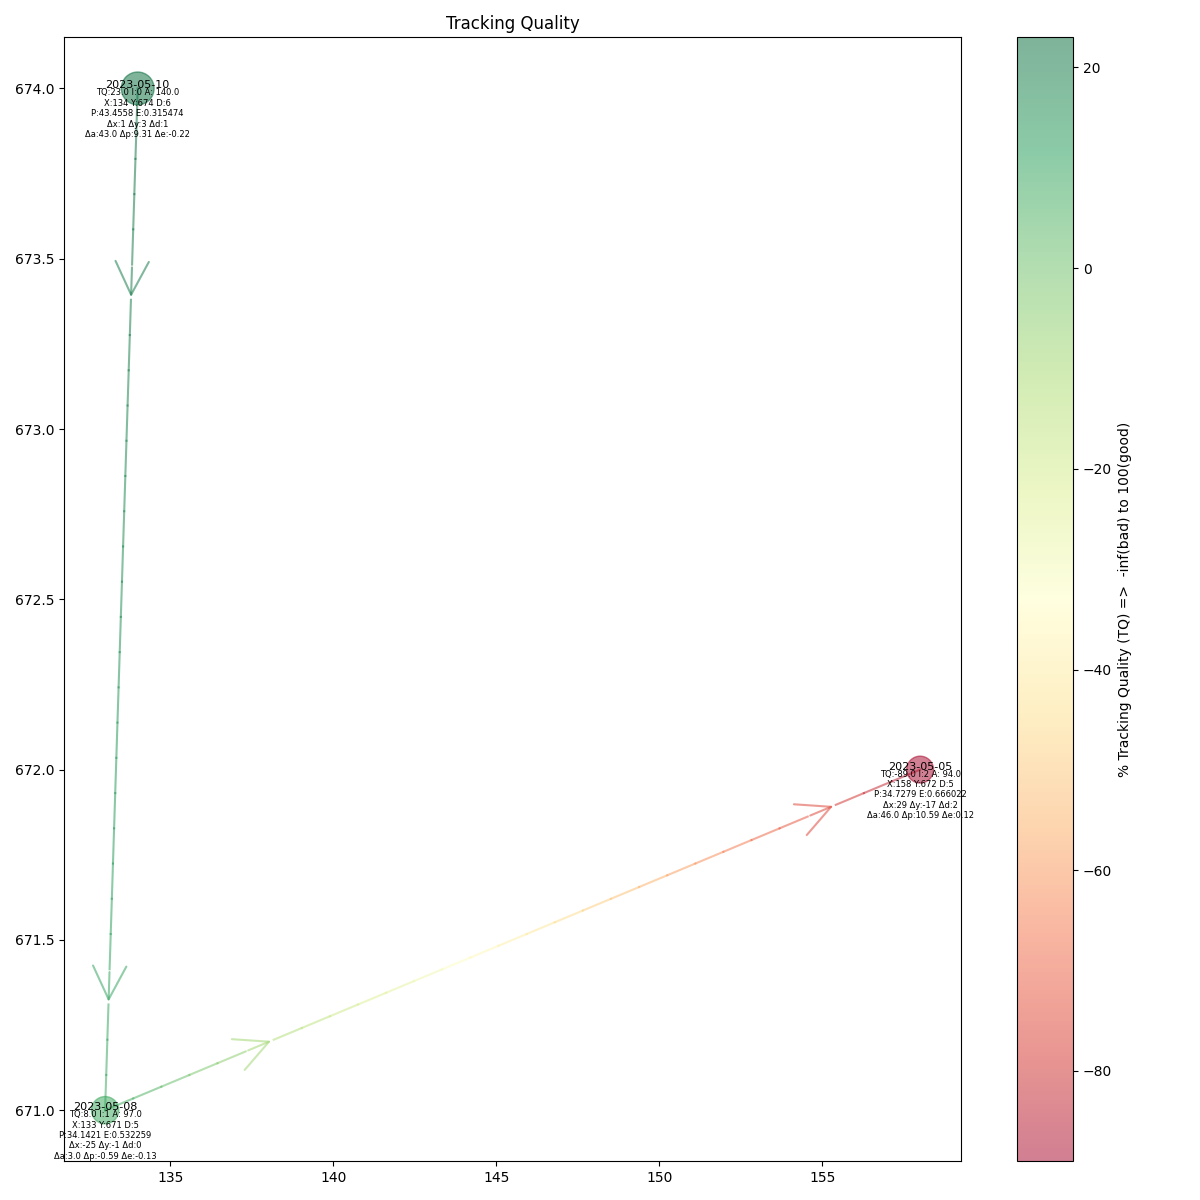 Tracking Quality
674.0
673.5
673.0
672.5
672.0
671.5
671.0
135
140
145
150
155
2023-05-10
TQ:23.0 I:0 A: 140.0
X:134 Y:674 D:6
P:43.4558 E:0.315474
Δx:1 Δy:3 Δd:1
Δa:43.0 Δp:9.31 Δe:-0.22
2023-05-05
TQ:-89.0 I:2 A: 94.0
X:158 Y:672 D:5
P:34.7279 E:0.666022
Δx:29 Δy:-17 Δd:2
Δa:46.0 Δp:10.59 Δe:0.12
2023-05-08
TQ:8.0 I:1 A: 97.0
X:133 Y:671 D:5
P:34.1421 E:0.532259
Δx:-25 Δy:-1 Δd:0
Δa:3.0 Δp:-0.59 Δe:-0.13
20
0
−20
−40
−60
−80
% Tracking Quality (TQ) => -inf(bad) to 100(good)